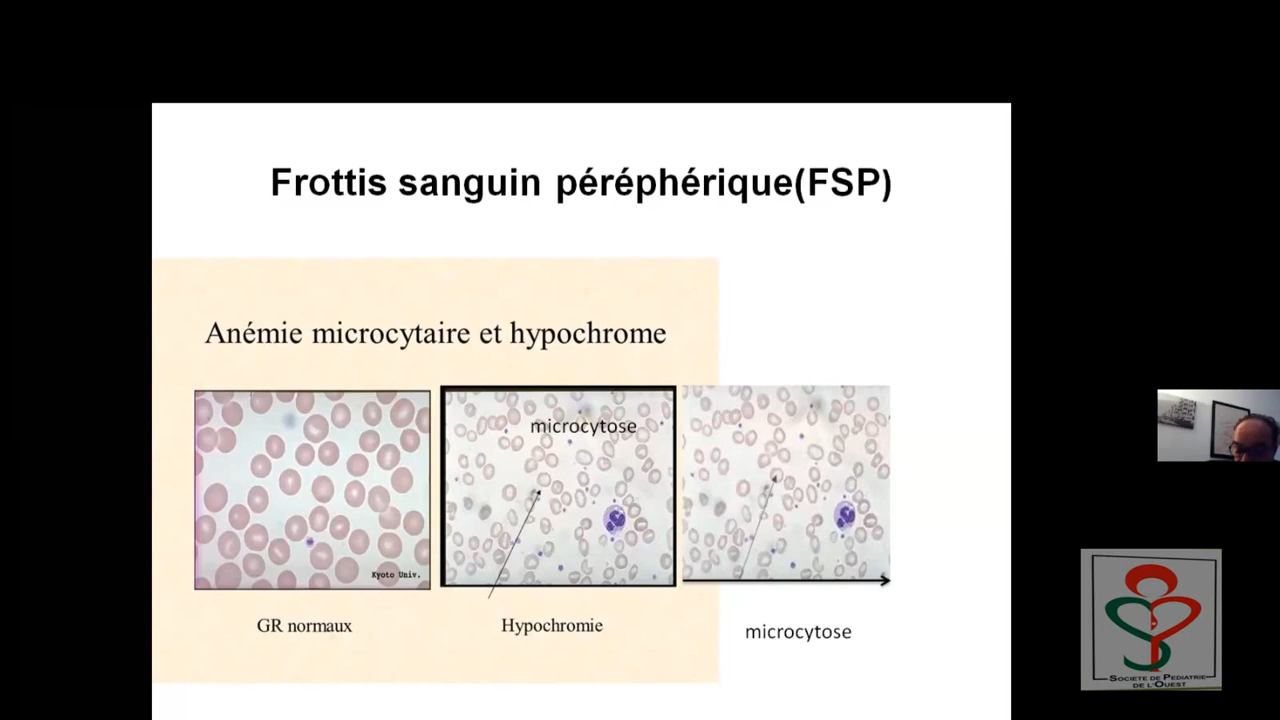 Frottis sanguin péréphérique(FSP)
Anémie microcytaire et hypochrome
microcytose
Kyoto Univ.
GR normaux
Hypochromie
microcytose
SOCIETE DE PEDIATRIE
DE L'OUEST